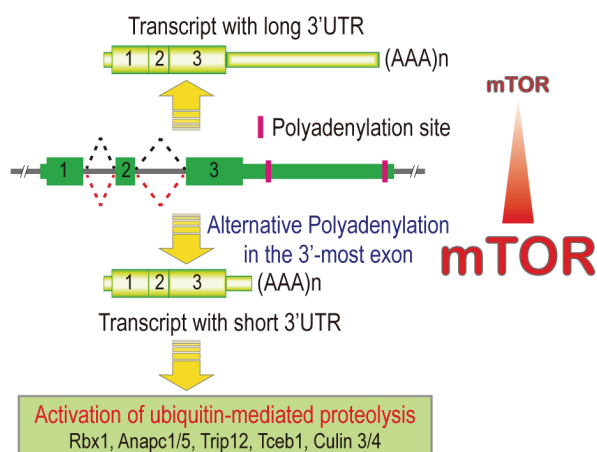 Transcript with long 3'UTR
1 2 3 (AAA)n
mTOR
Polyadenylation site
1 2 3
Alternative Polyadenylation
in the 3'-most exon
mTOR
1 2 3 (AAA)n
Transcript with short 3'UTR
Activation of ubiquitin-mediated proteolysis
Rbx1, Anapc1/5, Trip12, Tceb1, Culin 3/4